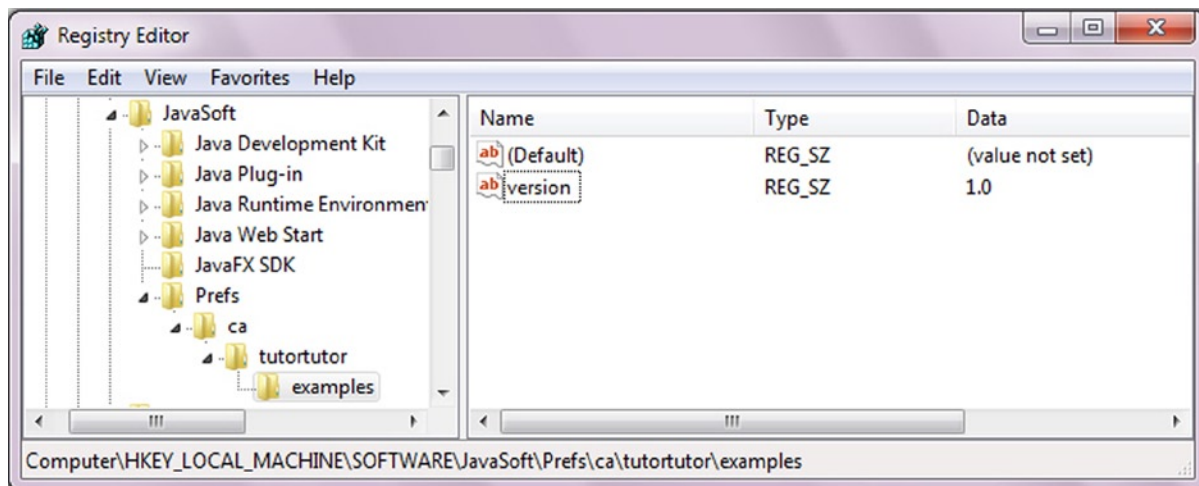 Registry Editor
File Edit View Favorites Help
JavaSoft
Java Development Kit
Java Plug-in
Java Runtime Environmen
Java Web Start
JavaFX SDK
Prefs
ca
tutortutor
examples
Name Type Data
ab (Default) REG_SZ (value not set)
ab version REG_SZ 1.0
Computer\HKEY_LOCAL_MACHINE\SOFTWARE\JavaSoft\Prefs\ca\tutortutor\examples